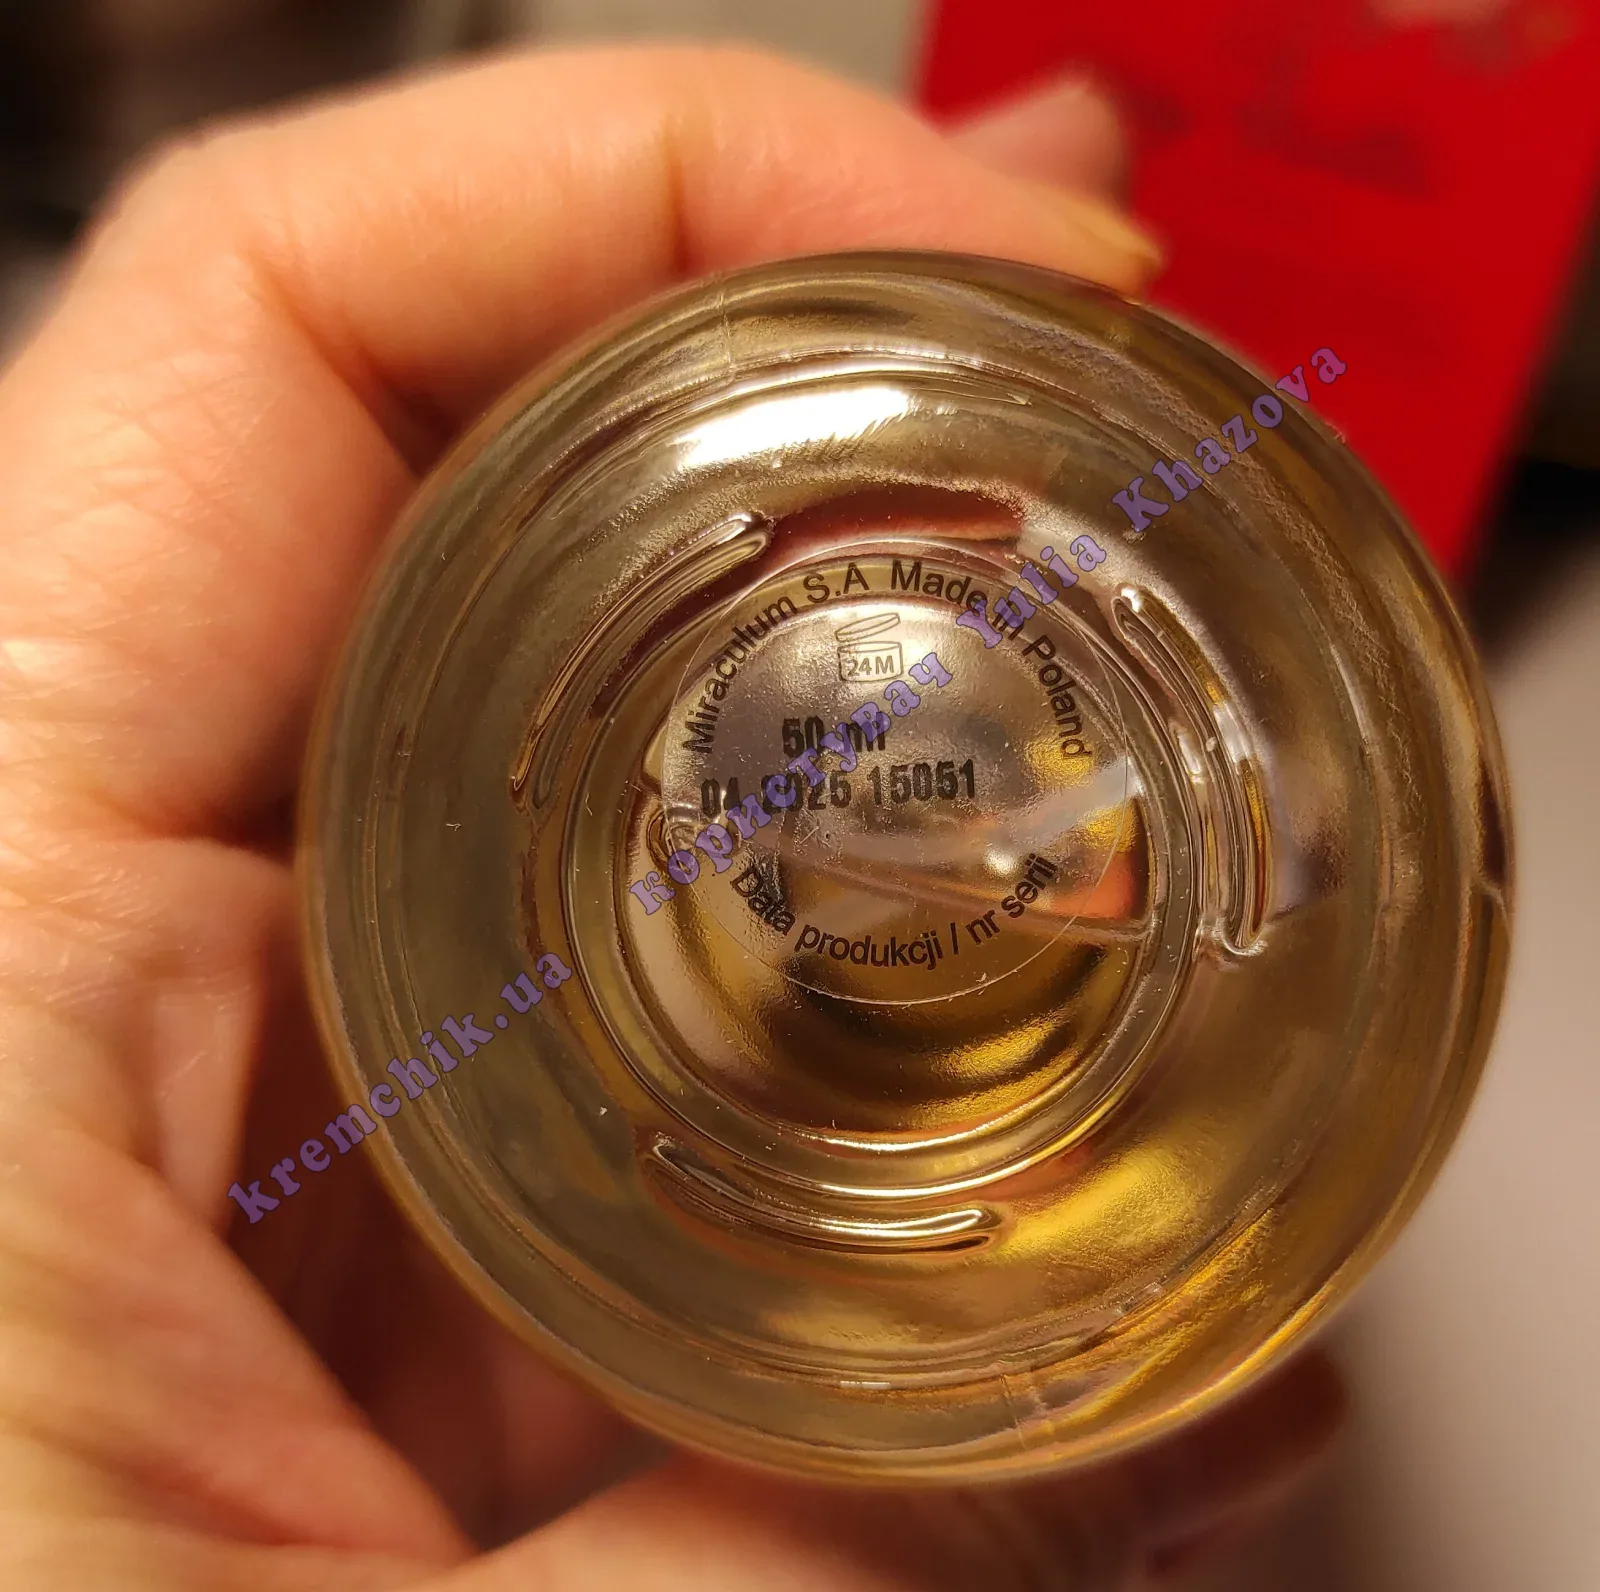 Miraculum S.A Made in Poland
24M
50 ml
04 2025 15051
Data produkcji / nr serii
kremchik.ua користувач Yulia Khazova